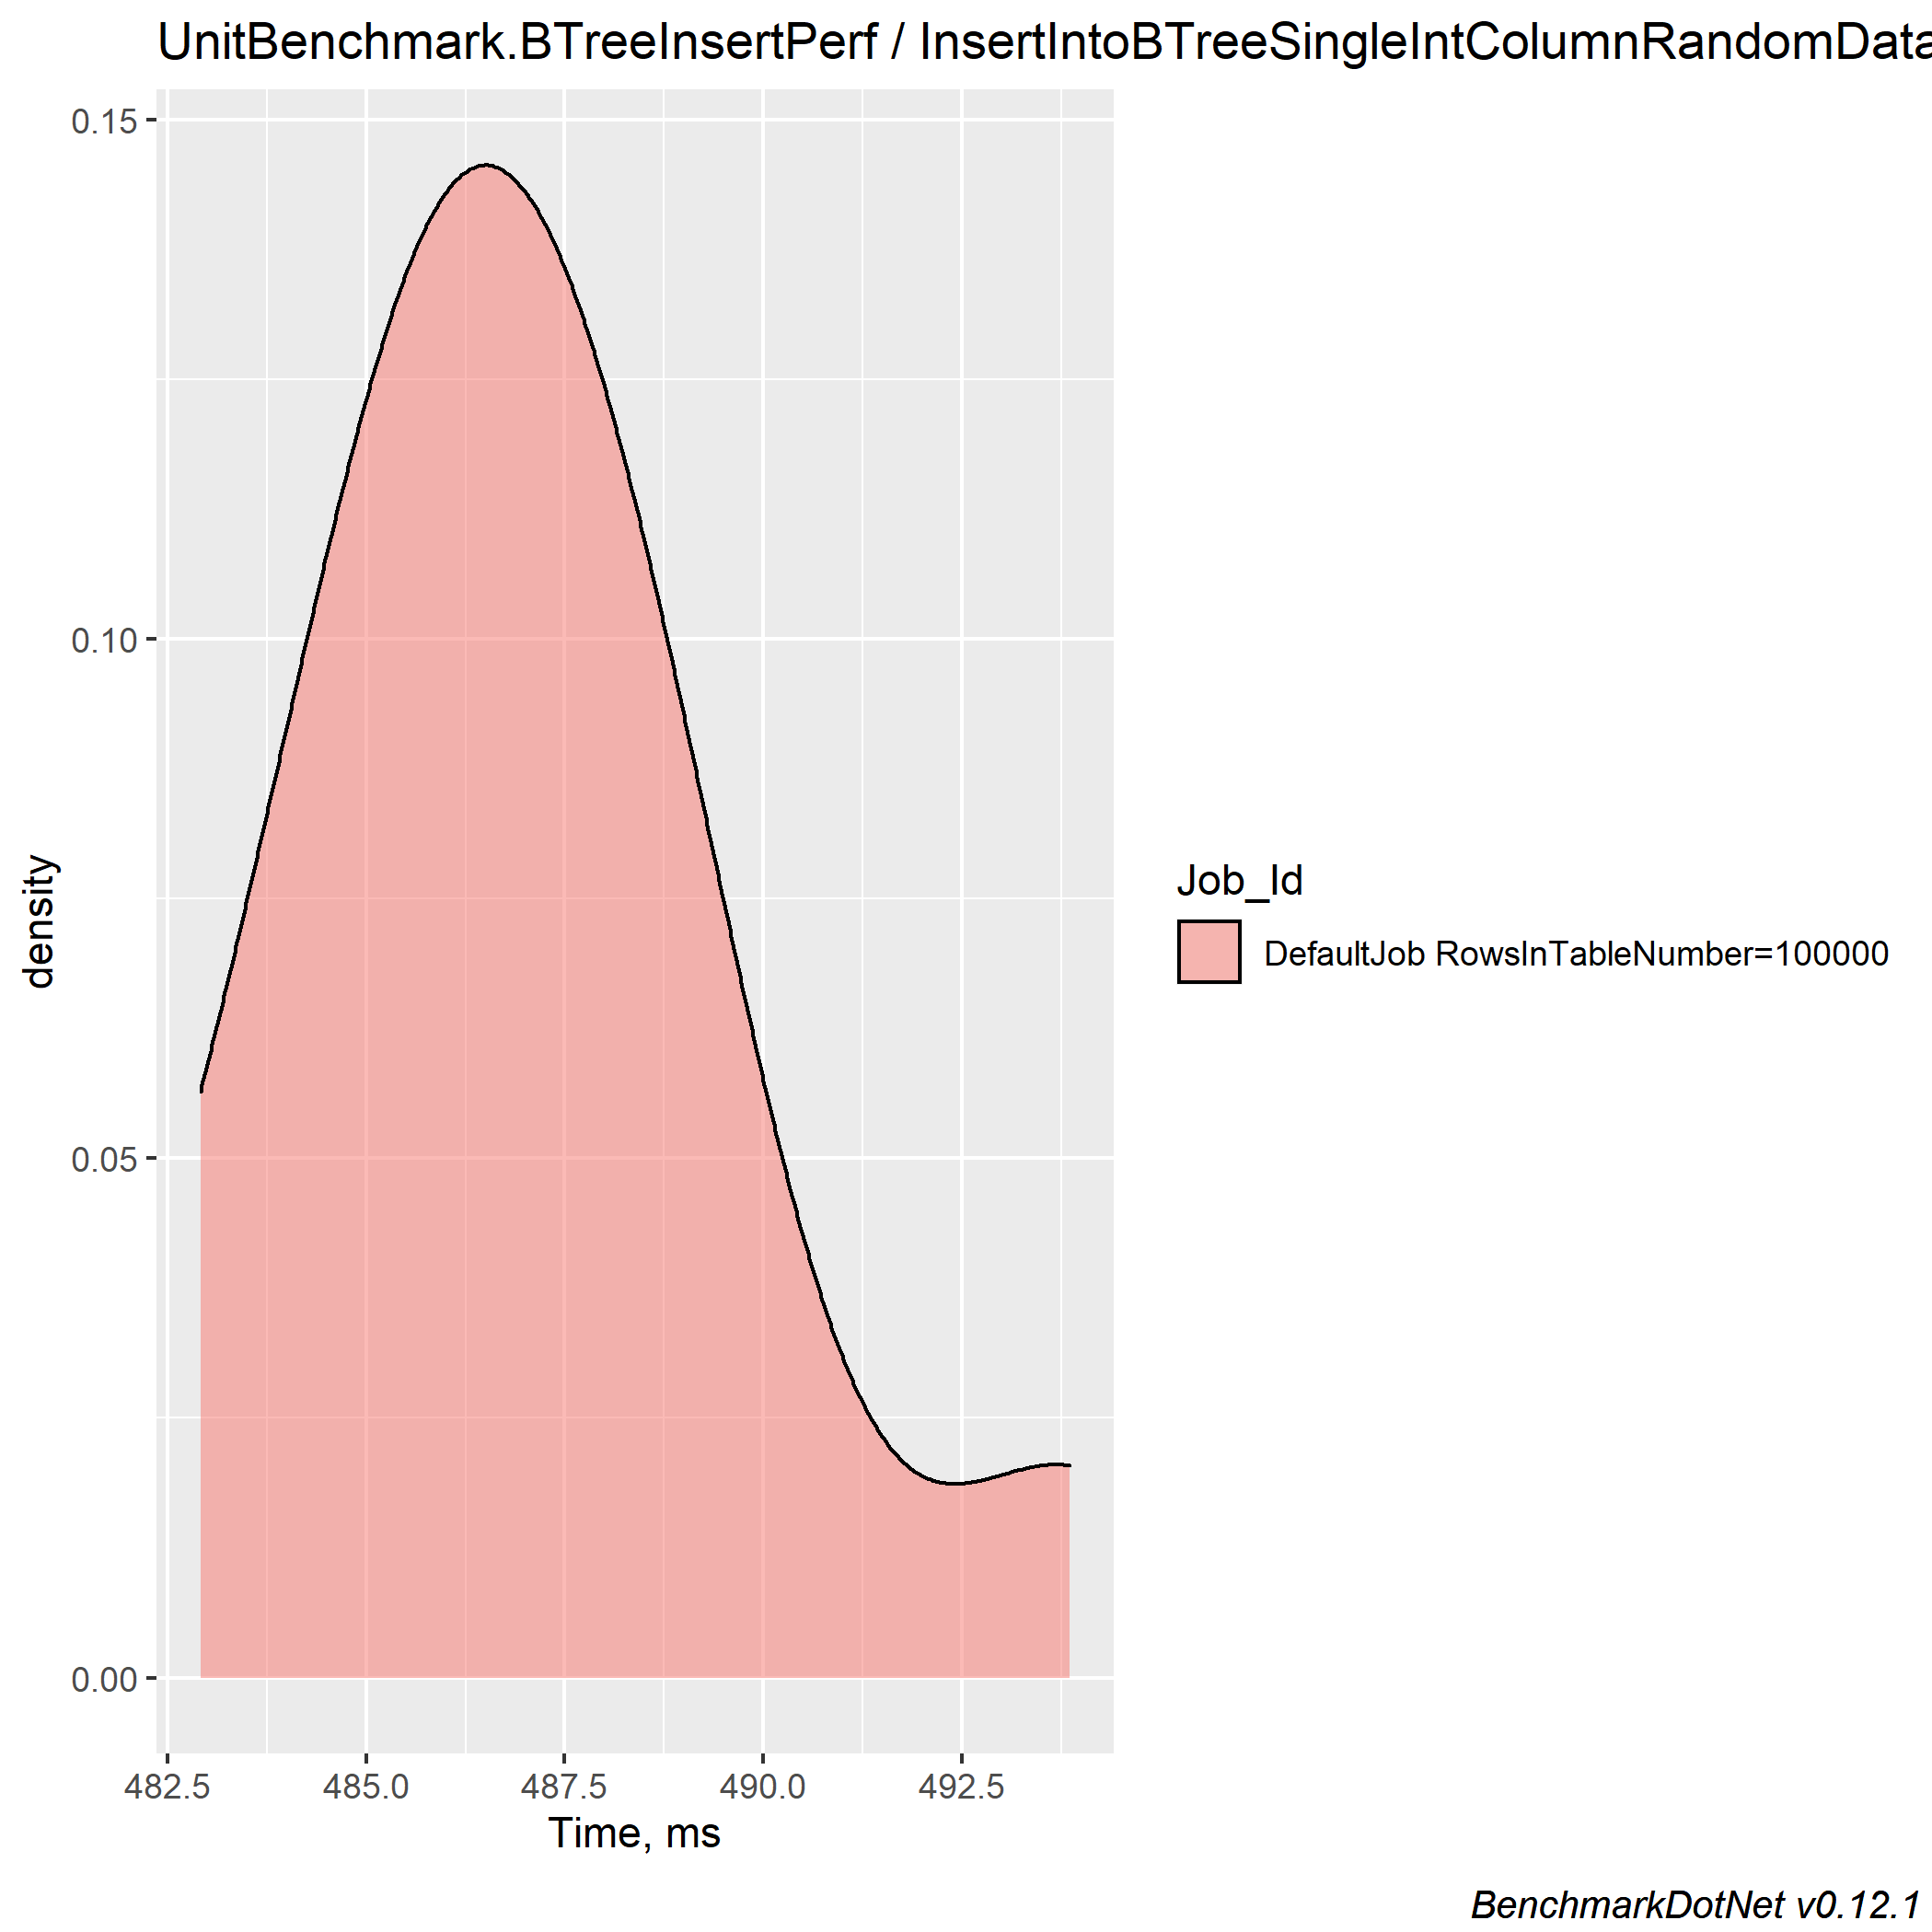 UnitBenchmark.BTreeInsertPerf / InsertIntoBTreeSingleIntColumnRandomData
0.15
0.10
0.05
0.00
density
482.5 485.0 487.5 490.0 492.5
Time, ms
Job_Id
DefaultJob RowsInTableNumber=100000
BenchmarkDotNet v0.12.1